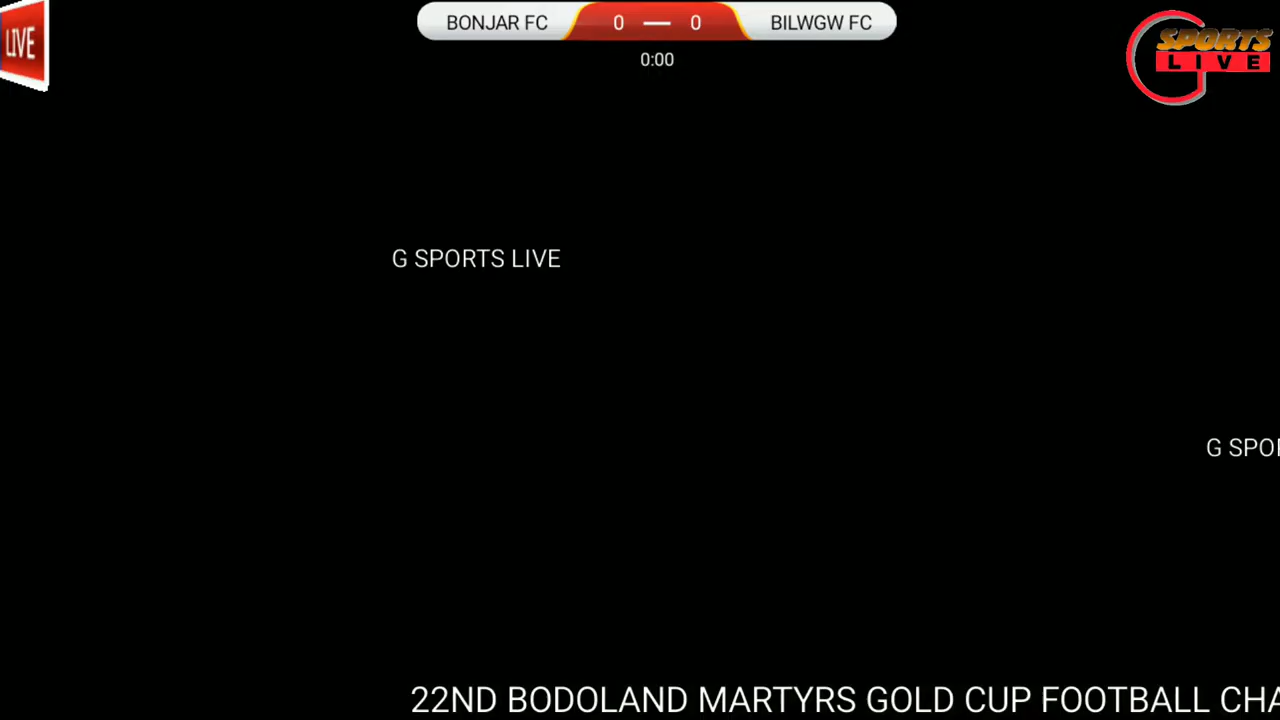 LIVE
BONJAR FC 0 — 0 BILWGW FC
0:00
SPORTS
LIVE
G SPORTS LIVE
G SPOR
22ND BODOLAND MARTYRS GOLD CUP FOOTBALL CHA